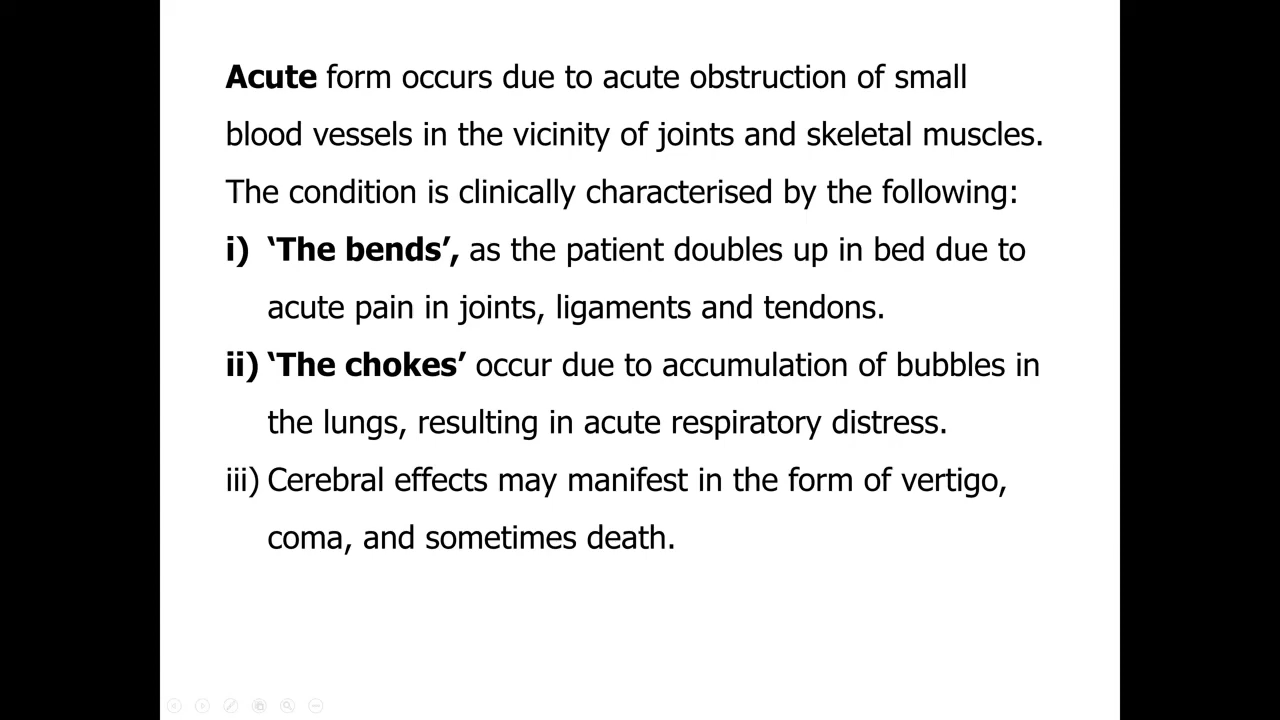 Acute form occurs due to acute obstruction of small
blood vessels in the vicinity of joints and skeletal muscles.
The condition is clinically characterised by the following:
i) ‘The bends’, as the patient doubles up in bed due to
acute pain in joints, ligaments and tendons.
ii) ‘The chokes’ occur due to accumulation of bubbles in
the lungs, resulting in acute respiratory distress.
iii) Cerebral effects may manifest in the form of vertigo,
coma, and sometimes death.